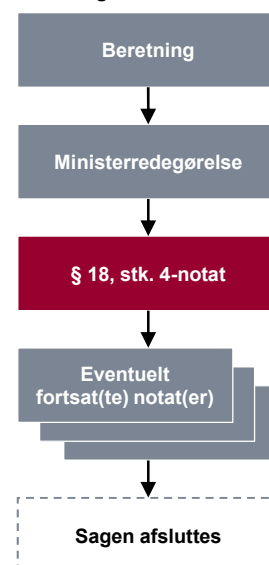 Beretning
Ministerredegørelse
§ 18, stk. 4-notat
Eventuelt
fortsat(te) notat(er)
Sagen afsluttes